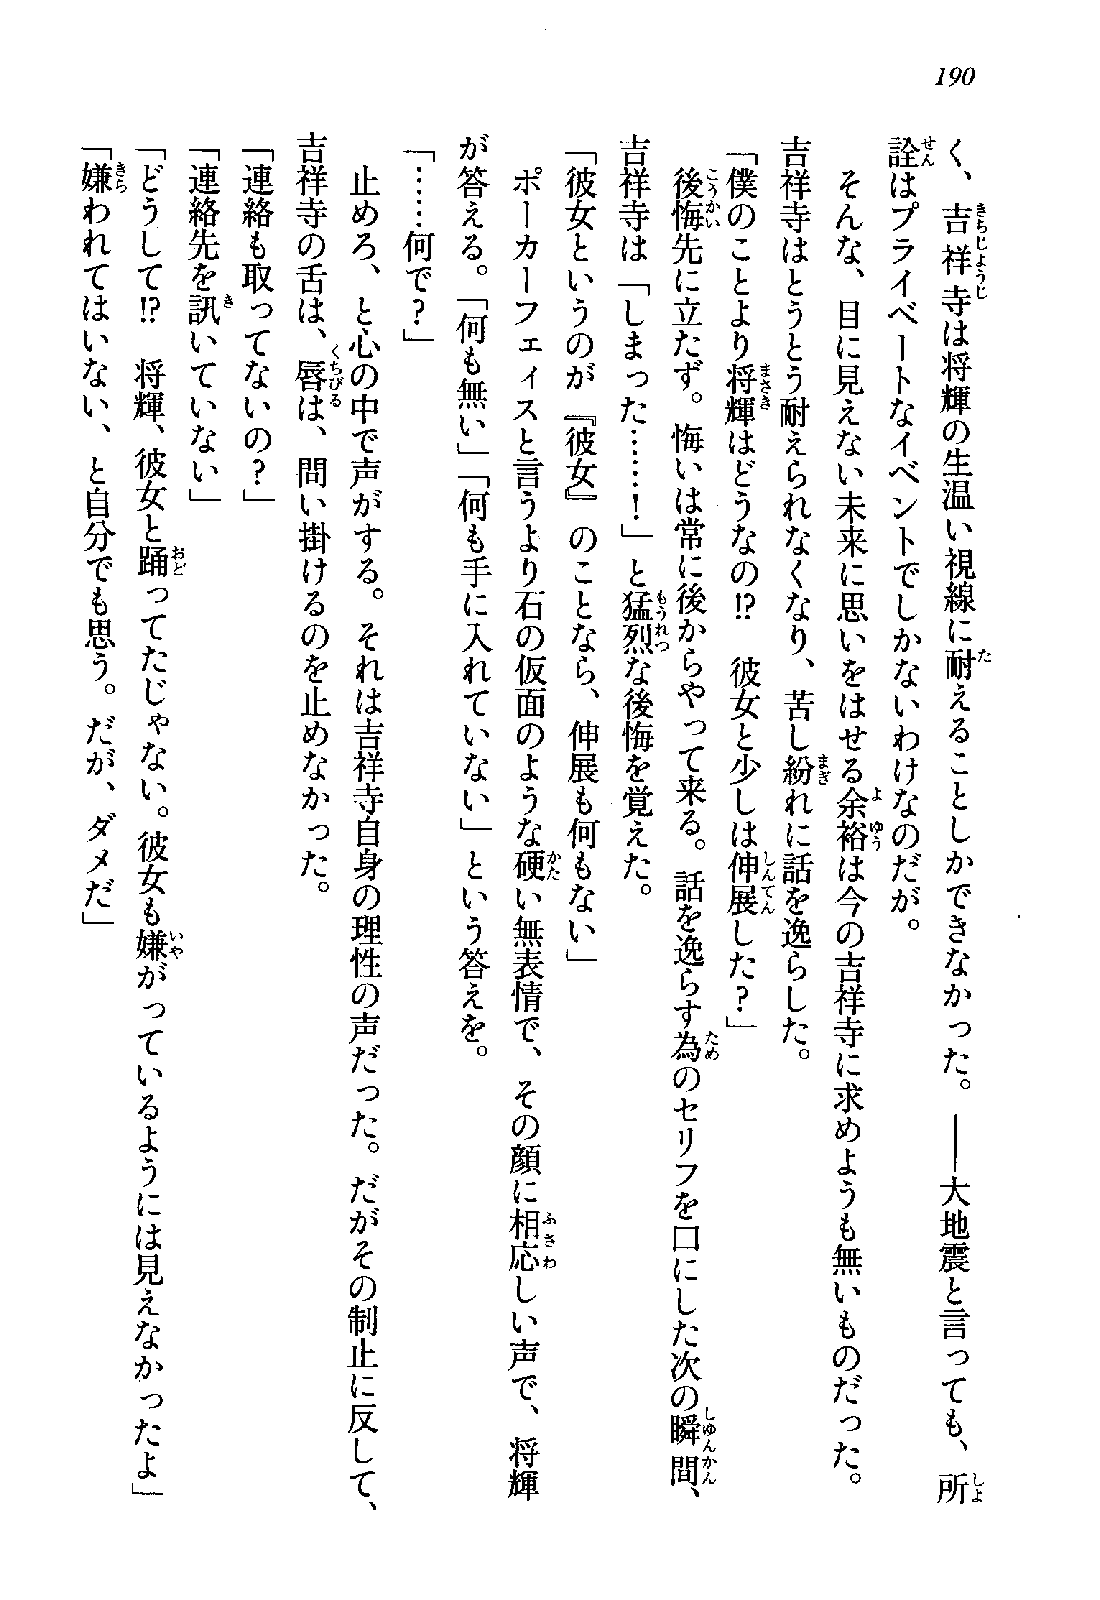 190
く、吉祥寺は将輝の生温い視線に耐えることしかできなかった。――大地震と言っても、所
詮はプライベートなイベントでしかないわけなのだが。
そんな、目に見えない未来に思いをはせる余裕は今の吉祥寺に求めようも無いものだった。
吉祥寺はとうとう耐えられなくなり、苦し紛れに話を逸らした。
「僕のことより将輝はどうなの!?　彼女と少しは伸展した？」
後悔先に立たず。悔いは常に後からやって来る。話を逸らす為のセリフを口にした次の瞬間、
吉祥寺は「しまった……！」と猛烈な後悔を覚えた。
「彼女というのが『彼女』のことなら、伸展も何もない」
ポーカーフェィスと言うより石の仮面のような硬い無表情で、その顔に相応しい声で、将輝
が答える。「何も無い」「何も手に入れていない」という答えを。
「……何で？」
止めろ、と心の中で声がする。それは吉祥寺自身の理性の声だった。だがその制止に反して、
吉祥寺の舌は、唇は、問い掛けるのを止めなかった。
「連絡も取ってないの？」
「連絡先を訊いていない」
「どうして!?　将輝、彼女と踊ってたじゃない。彼女も嫌がっているようには見えなかったよ」
「嫌われてはいない、と自分でも思う。だが、ダメだ」